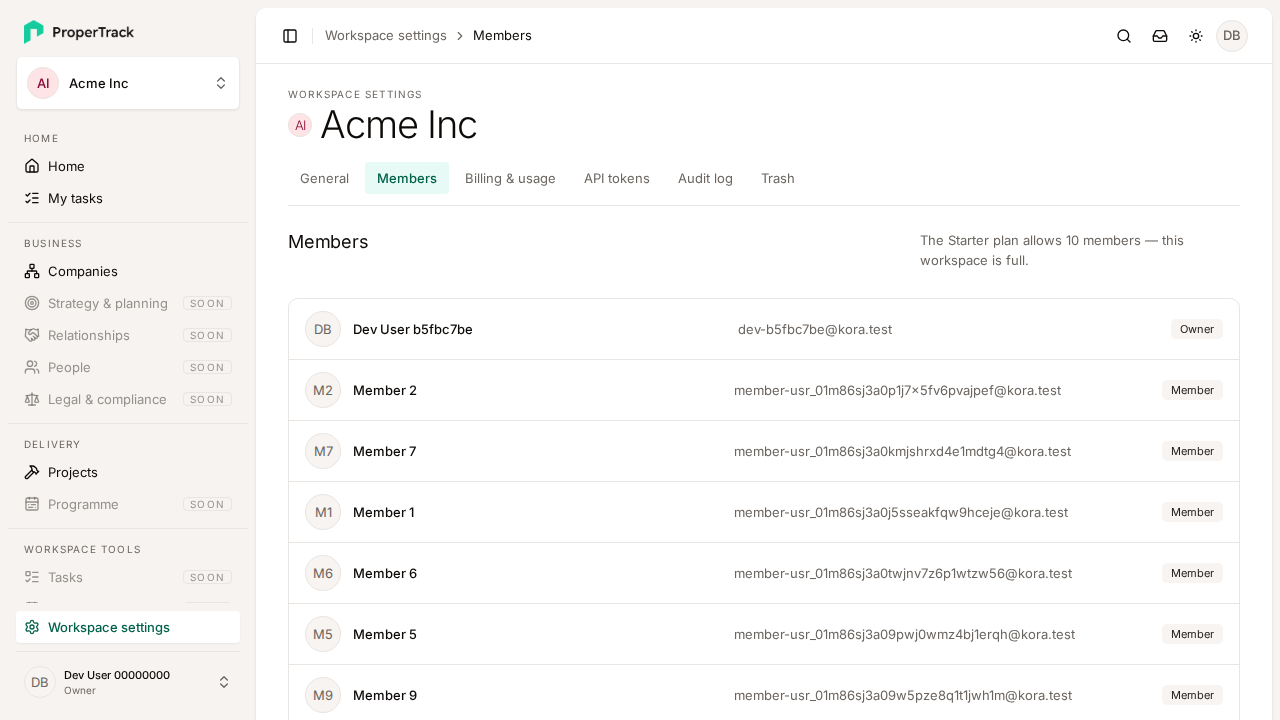 ProperTrack
AI
Acme Inc
HOME
Home
My tasks
BUSINESS
Companies
Strategy & planning SOON
Relationships SOON
People SOON
Legal & compliance SOON
DELIVERY
Projects
Programme SOON
WORKSPACE TOOLS
Tasks SOON
Workspace settings
DB
Dev User 00000000
Owner
Workspace settings > Members
DB
WORKSPACE SETTINGS
AI Acme Inc
General Members Billing & usage API tokens Audit log Trash
Members
The Starter plan allows 10 members — this
workspace is full.
DB Dev User b5fbc7be dev-b5fbc7be@kora.test Owner
M2 Member 2 member-usr_01m86sj3a0p1j7×5fv6pvajpef@kora.test Member
M7 Member 7 member-usr_01m86sj3a0kmjshrxd4e1mdtg4@kora.test Member
M1 Member 1 member-usr_01m86sj3a0j5sseakfqw9hceje@kora.test Member
M6 Member 6 member-usr_01m86sj3a0twjnv7z6p1wtzw56@kora.test Member
M5 Member 5 member-usr_01m86sj3a09pwj0wmz4bj1erqh@kora.test Member
M9 Member 9 member-usr_01m86sj3a09w5pze8q1t1jwh1m@kora.test Member